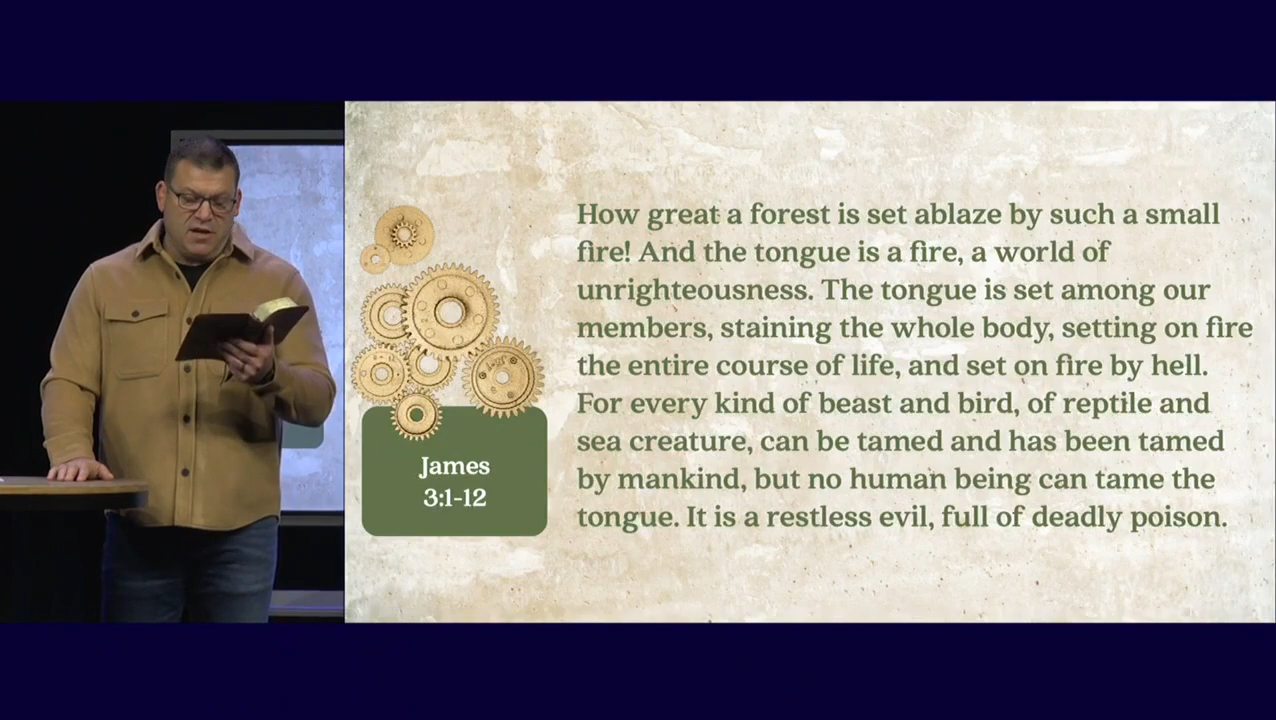 How great a forest is set ablaze by such a small
fire! And the tongue is a fire, a world of
unrighteousness. The tongue is set among our
members, staining the whole body, setting on fire
the entire course of life, and set on fire by hell.
For every kind of beast and bird, of reptile and
sea creature, can be tamed and has been tamed
by mankind, but no human being can tame the
tongue. It is a restless evil, full of deadly poison.
James
3:1-12